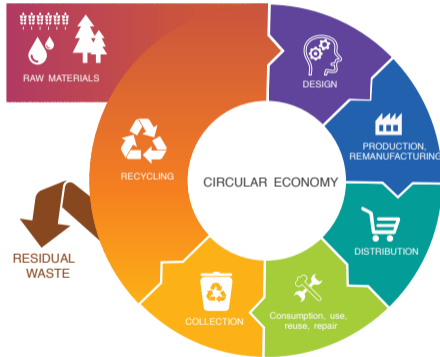 RAW MATERIALS
DESIGN
PRODUCTION,
REMANUFACTURING
DISTRIBUTION
Consumption, use,
reuse, repair
COLLECTION
RECYCLING
RESIDUAL
WASTE
CIRCULAR ECONOMY